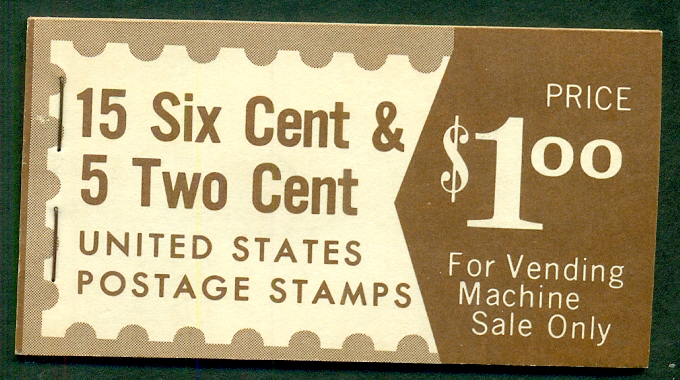 15 Six Cent &
5 Two Cent
UNITED STATES
POSTAGE STAMPS
PRICE
$1.00
For Vending
Machine
Sale Only